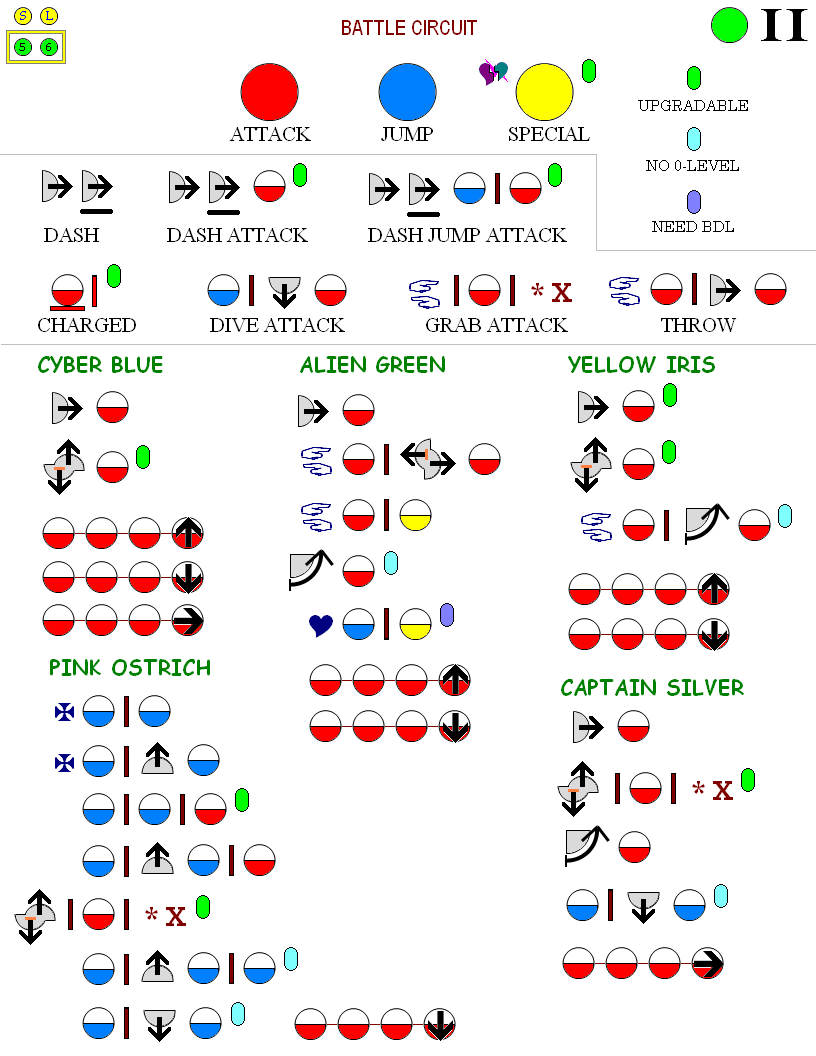 S L
BATTLE CIRCUIT
II
5 6
ATTACK JUMP SPECIAL
UPGRADABLE
NO 0-LEVEL
NEED BDL
DASH DASH ATTACK DASH JUMP ATTACK
* X
CHARGED DIVE ATTACK GRAB ATTACK THROW
CYBER BLUE ALIEN GREEN YELLOW IRIS
PINK OSTRICH
CAPTAIN SILVER
* X
* X